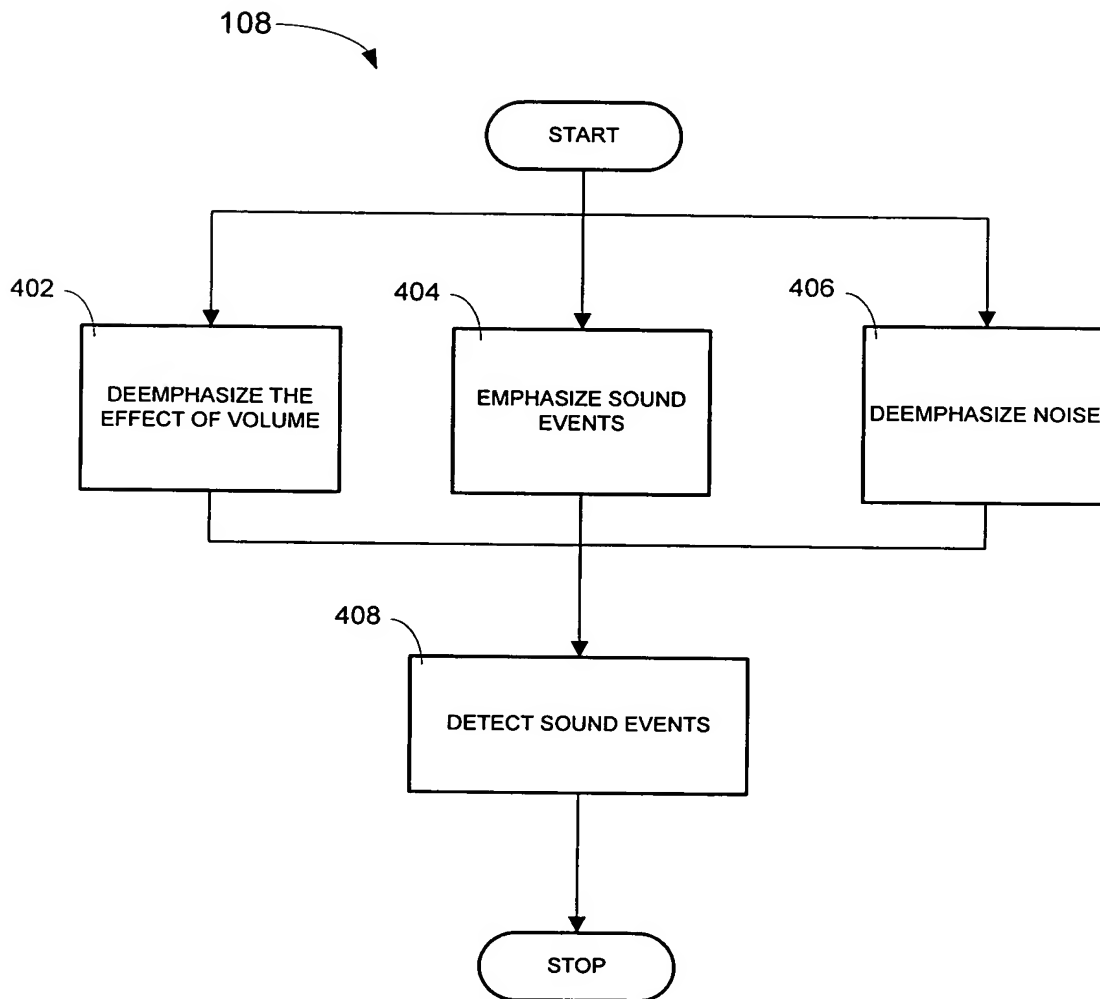 108
START
402
404
406
DEEMPHASIZE THE
EFFECT OF VOLUME
EMPHASIZE SOUND
EVENTS
DEEMPHASIZE NOISE
408
DETECT SOUND EVENTS
STOP